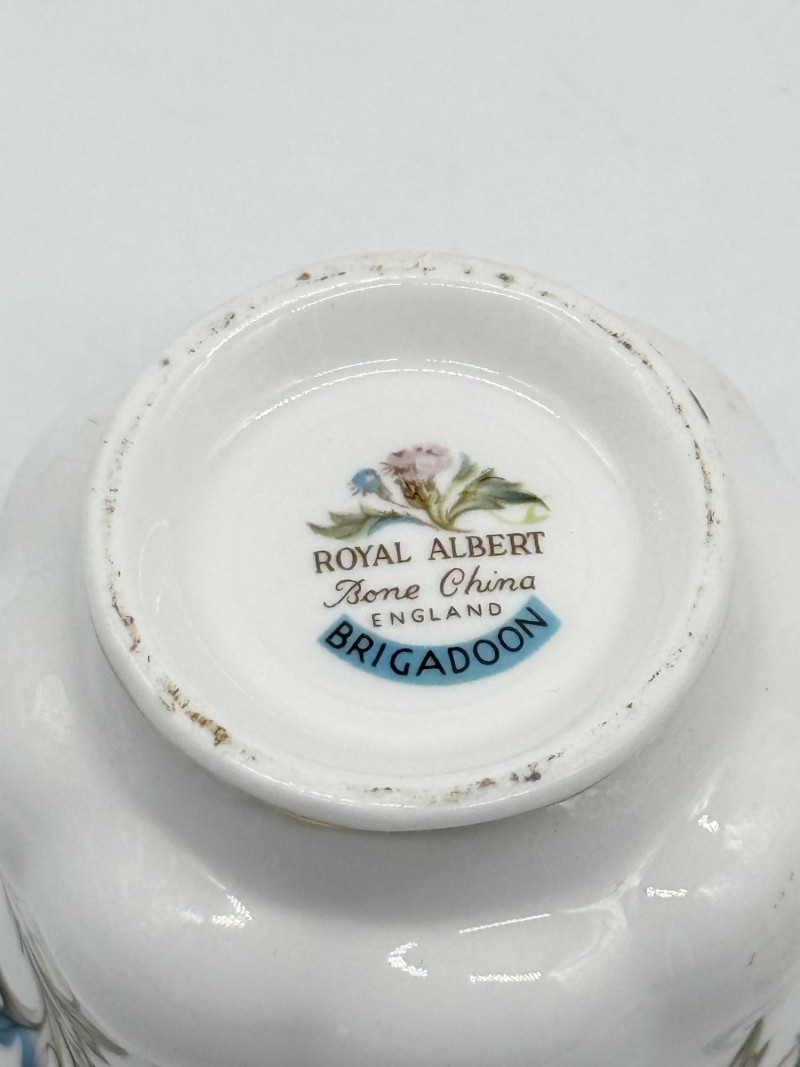 ROYAL ALBERT
Bone China
ENGLAND
BRIGADOON